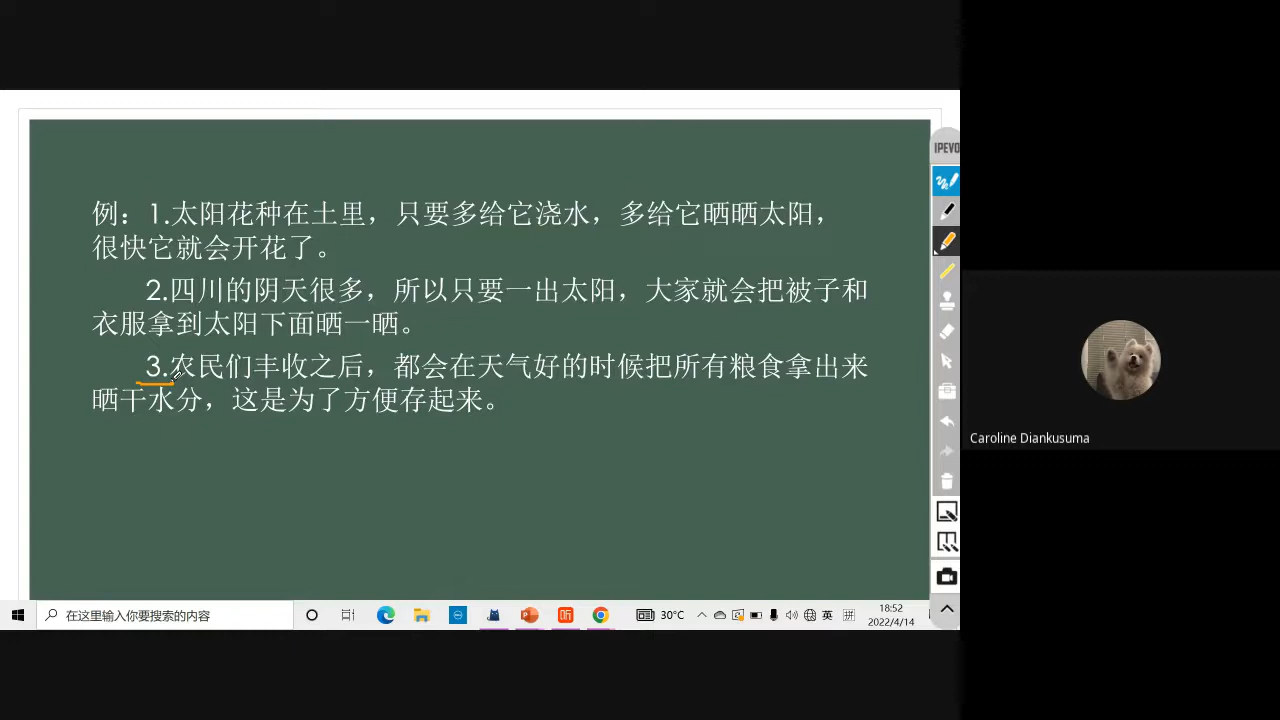 例：1.太阳花种在土里，只要多给它浇水，多给它晒晒太阳，
很快它就会开花了。
2.四川的阴天很多，所以只要一出太阳，大家就会把被子和
衣服拿到太阳下面晒一晒。
3.农民们丰收之后，都会在天气好的时候把所有粮食拿出来
晒干水分，这是为了方便存起来。
IPEVO
Caroline Diankusuma
在这里输入你要搜索的内容
听
30°C
英
拼
18:52
2022/4/14